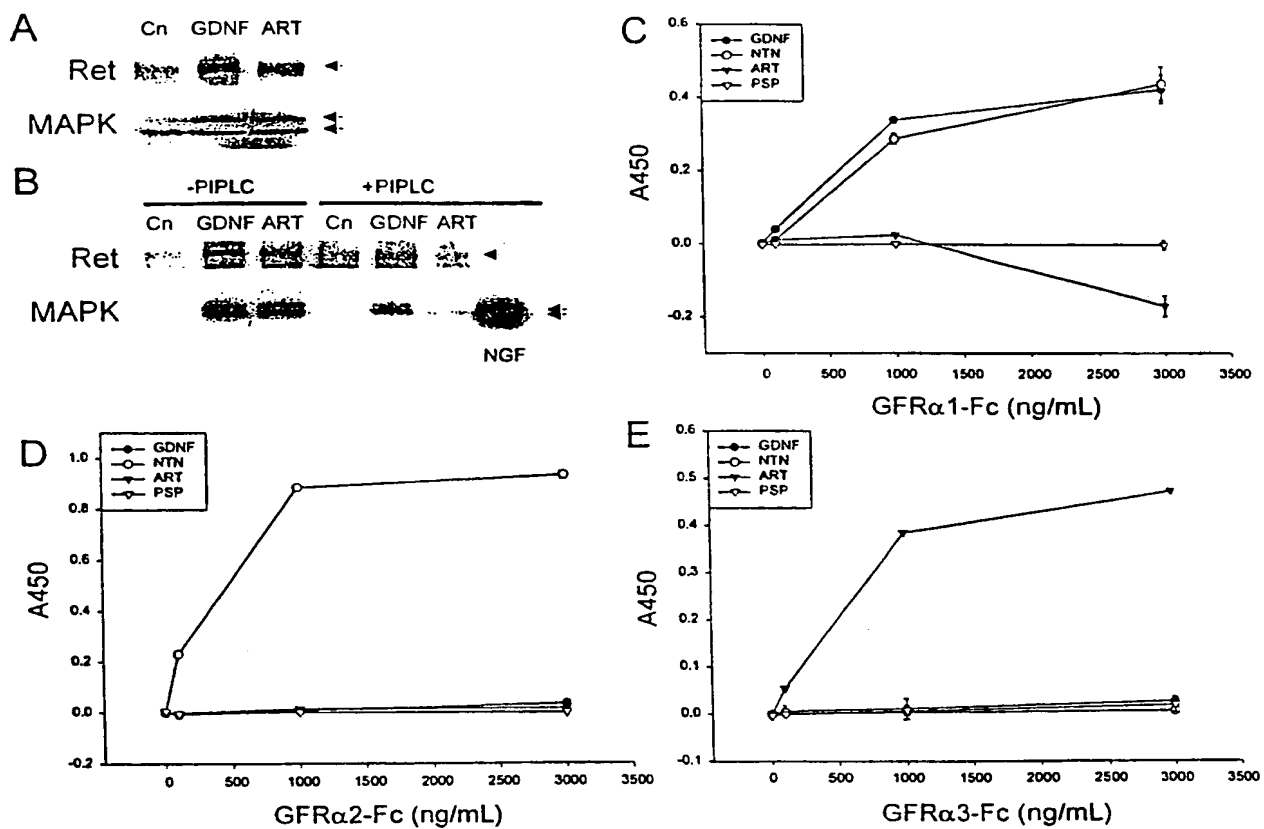 A
Cn GDNF ART
Ret
MAPK
B
-PIPLC +PIPLC
Cn GDNF ART Cn GDNF ART
Ret
MAPK
NGF
C
GDNF
NTN
ART
PSP
A450
0.6
0.4
0.2
0.0
-0.2
0 500 1000 1500 2000 2500 3000 3500
GFRα1-Fc (ng/mL)
D
GDNF
NTN
ART
PSP
A450
1.0
0.8
0.6
0.4
0.2
0.0
-0.2
0 500 1000 1500 2000 2500 3000 3500
GFRα2-Fc (ng/mL)
E
GDNF
NTN
ART
PSP
A450
0.6
0.5
0.4
0.3
0.2
0.1
0.0
-0.1
0 500 1000 1500 2000 2500 3000 3500
GFRα3-Fc (ng/mL)